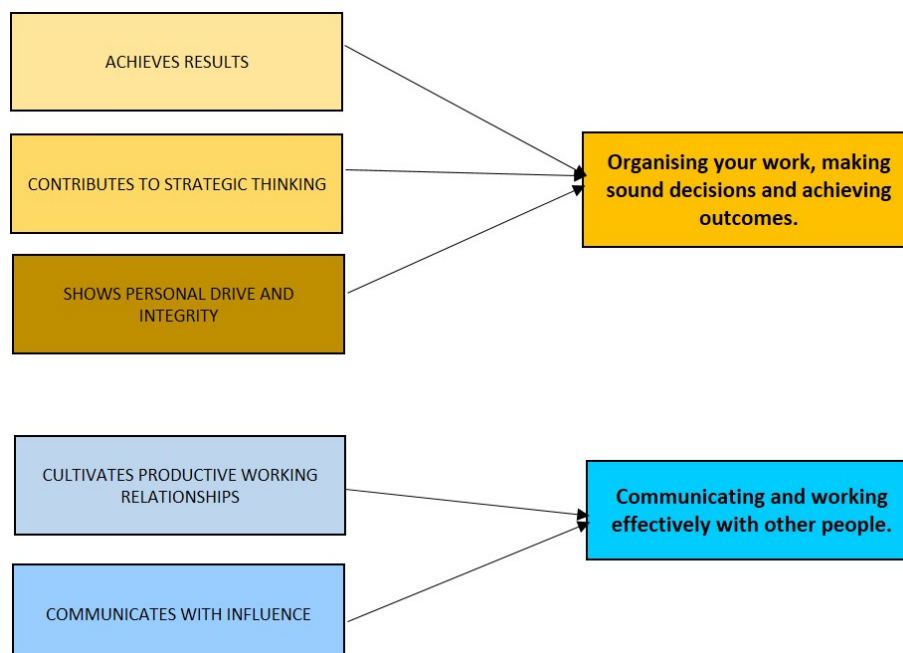 ACHIEVES RESULTS
CONTRIBUTES TO STRATEGIC THINKING
SHOWS PERSONAL DRIVE AND
INTEGRITY
Organising your work, making
sound decisions and achieving
outcomes.
CULTIVATES PRODUCTIVE WORKING
RELATIONSHIPS
COMMUNICATES WITH INFLUENCE
Communicating and working
effectively with other people.